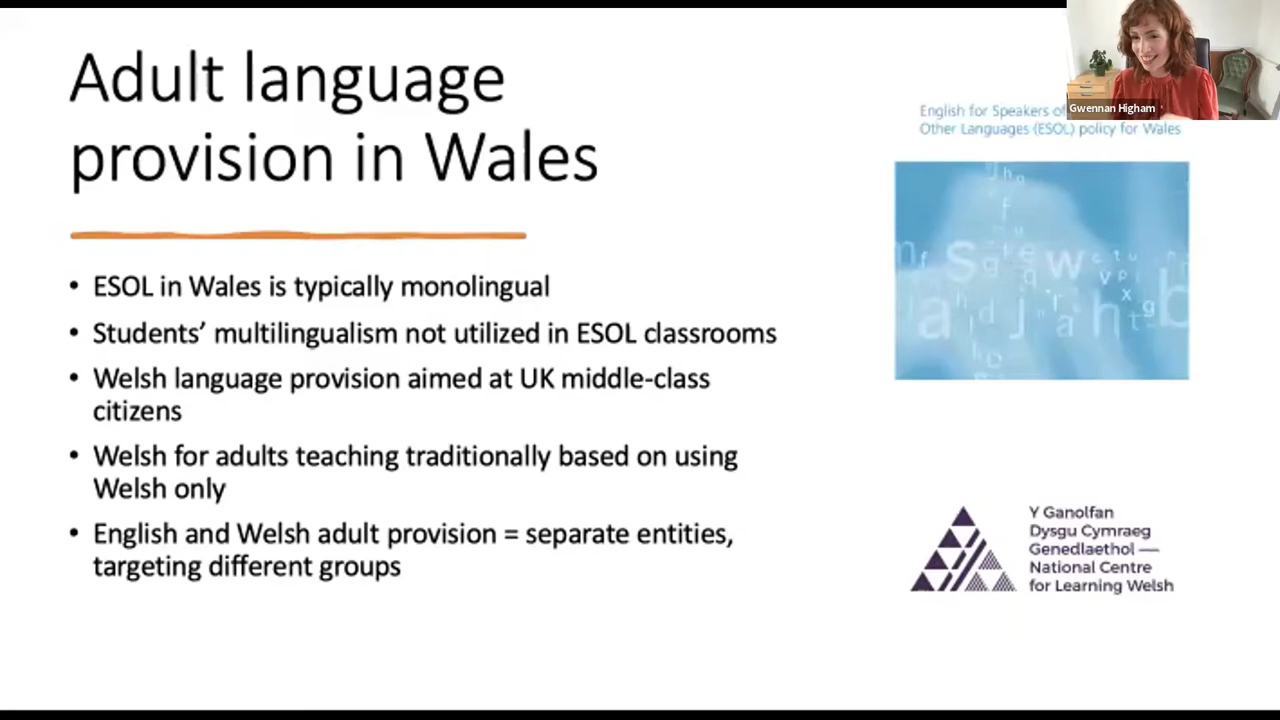 Adult language
provision in Wales
• ESOL in Wales is typically monolingual
• Students’ multilingualism not utilized in ESOL classrooms
• Welsh language provision aimed at UK middle-class
citizens
• Welsh for adults teaching traditionally based on using
Welsh only
• English and Welsh adult provision = separate entities,
targeting different groups
Gwennan Higham
English for Speakers of
Other Languages (ESOL) policy for Wales
Y Ganolfan
Dysgu Cymraeg
Genedlaethol —
National Centre
for Learning Welsh